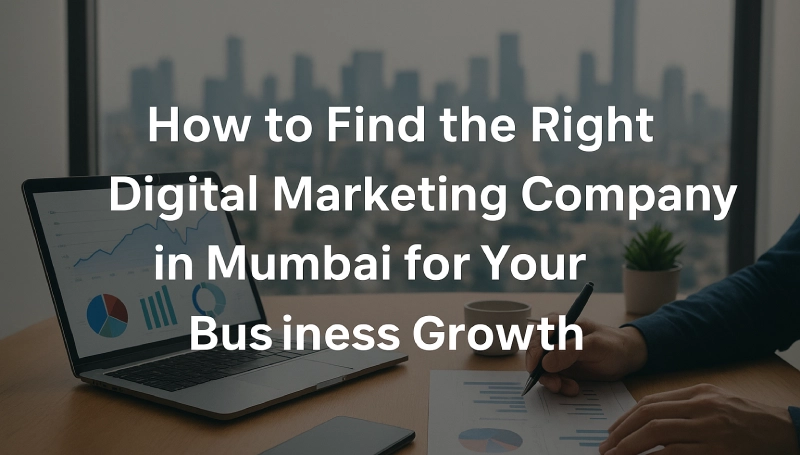 How to Find the Right
Digital Marketing Company
in Mumbai for Your
Bus iness Growth